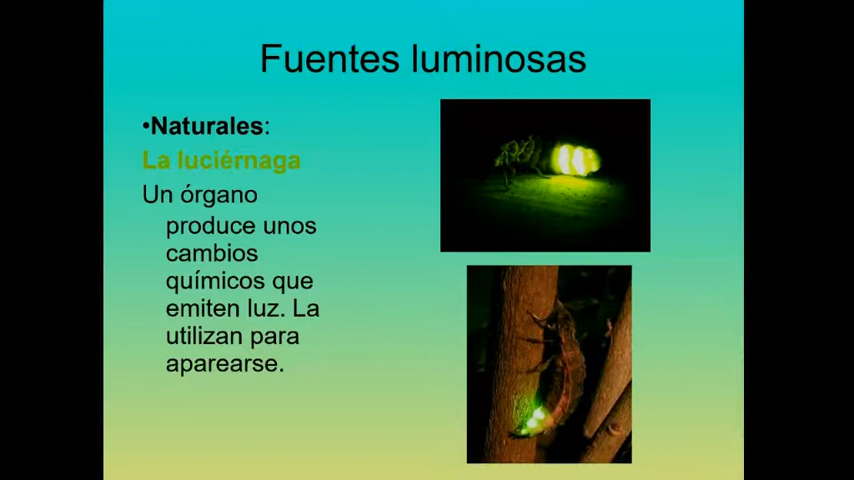 Fuentes luminosas
•Naturales:
La luciérnaga
Un órgano
produce unos
cambios
químicos que
emiten luz. La
utilizan para
aparearse.